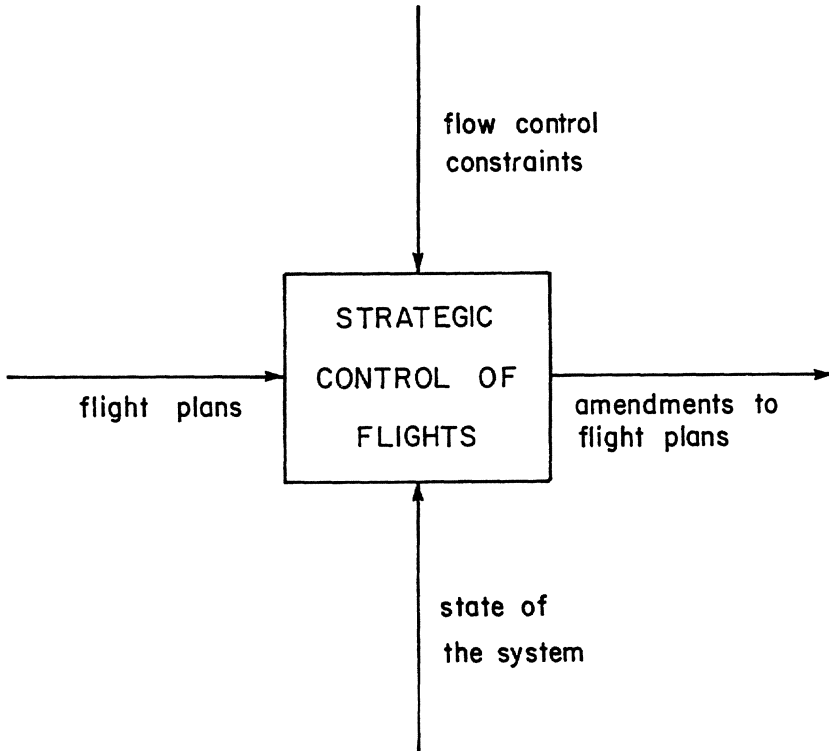 flow control
constraints
STRATEGIC
CONTROL OF
FLIGHTS
flight plans
amendments to
flight plans
state of
the system